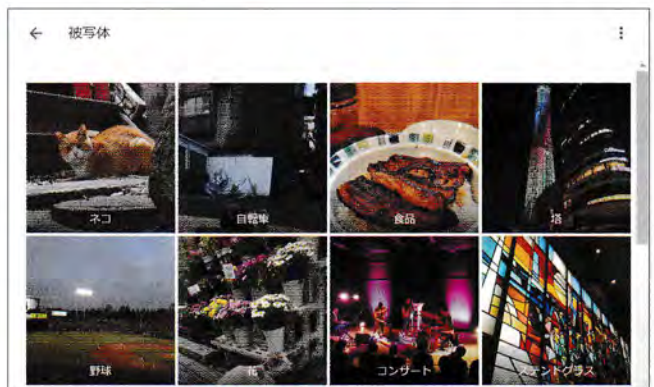 被写体
ネコ
自転車
食品
塔
野球
花
コンサート
ステンドグラス